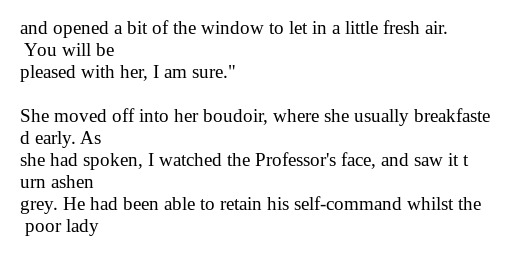 and opened a bit of the window to let in a little fresh air.
You will be
pleased with her, I am sure."
She moved off into her boudoir, where she usually breakfaste
d early. As
she had spoken, I watched the Professor's face, and saw it t
urn ashen
grey. He had been able to retain his self-command whilst the
poor lady